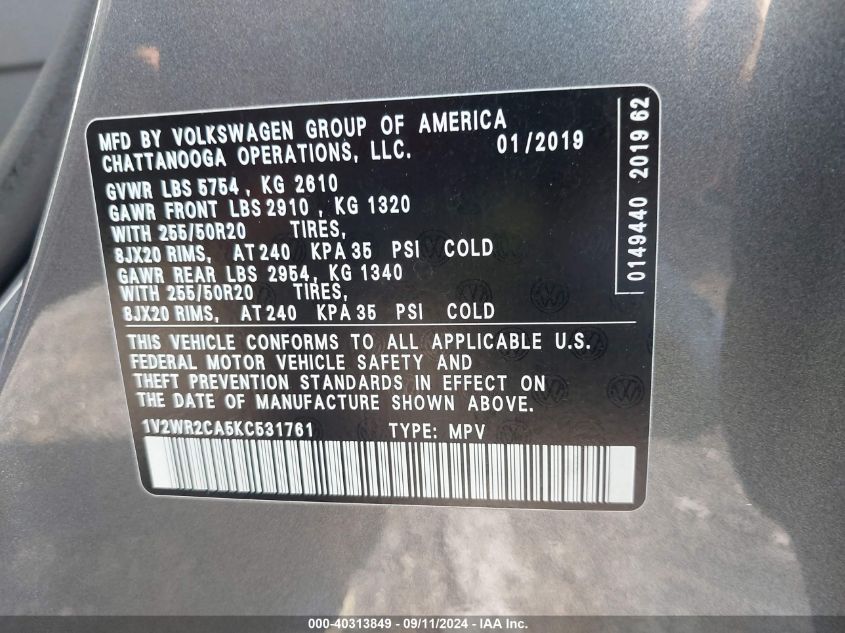 MFD BY VOLKSWAGEN GROUP OF AMERICA
CHATTANOOGA OPERATIONS, LLC. 01/2019
GVWR LBS 5754, KG 2610
GAWR FRONT LBS 2910, KG 1320
WITH 255/50R20 TIRES,
8JX20 RIMS, AT 240 KPA 35 PSI COLD
GAWR REAR LBS 2954, KG 1340
WITH 255/50R20 TIRES,
8JX20 RIMS, AT 240 KPA 35 PSI COLD
THIS VEHICLE CONFORMS TO ALL APPLICABLE U.S.
FEDERAL MOTOR VEHICLE SAFETY AND
THEFT PREVENTION STANDARDS IN EFFECT ON
THE DATE OF MANUFACTURE SHOWN ABOVE.
1V2WR2CA5KC531761 TYPE: MPV
0149440 2019 62
000-40313849 - 09/11/2024 - IAA Holdings, LLC.